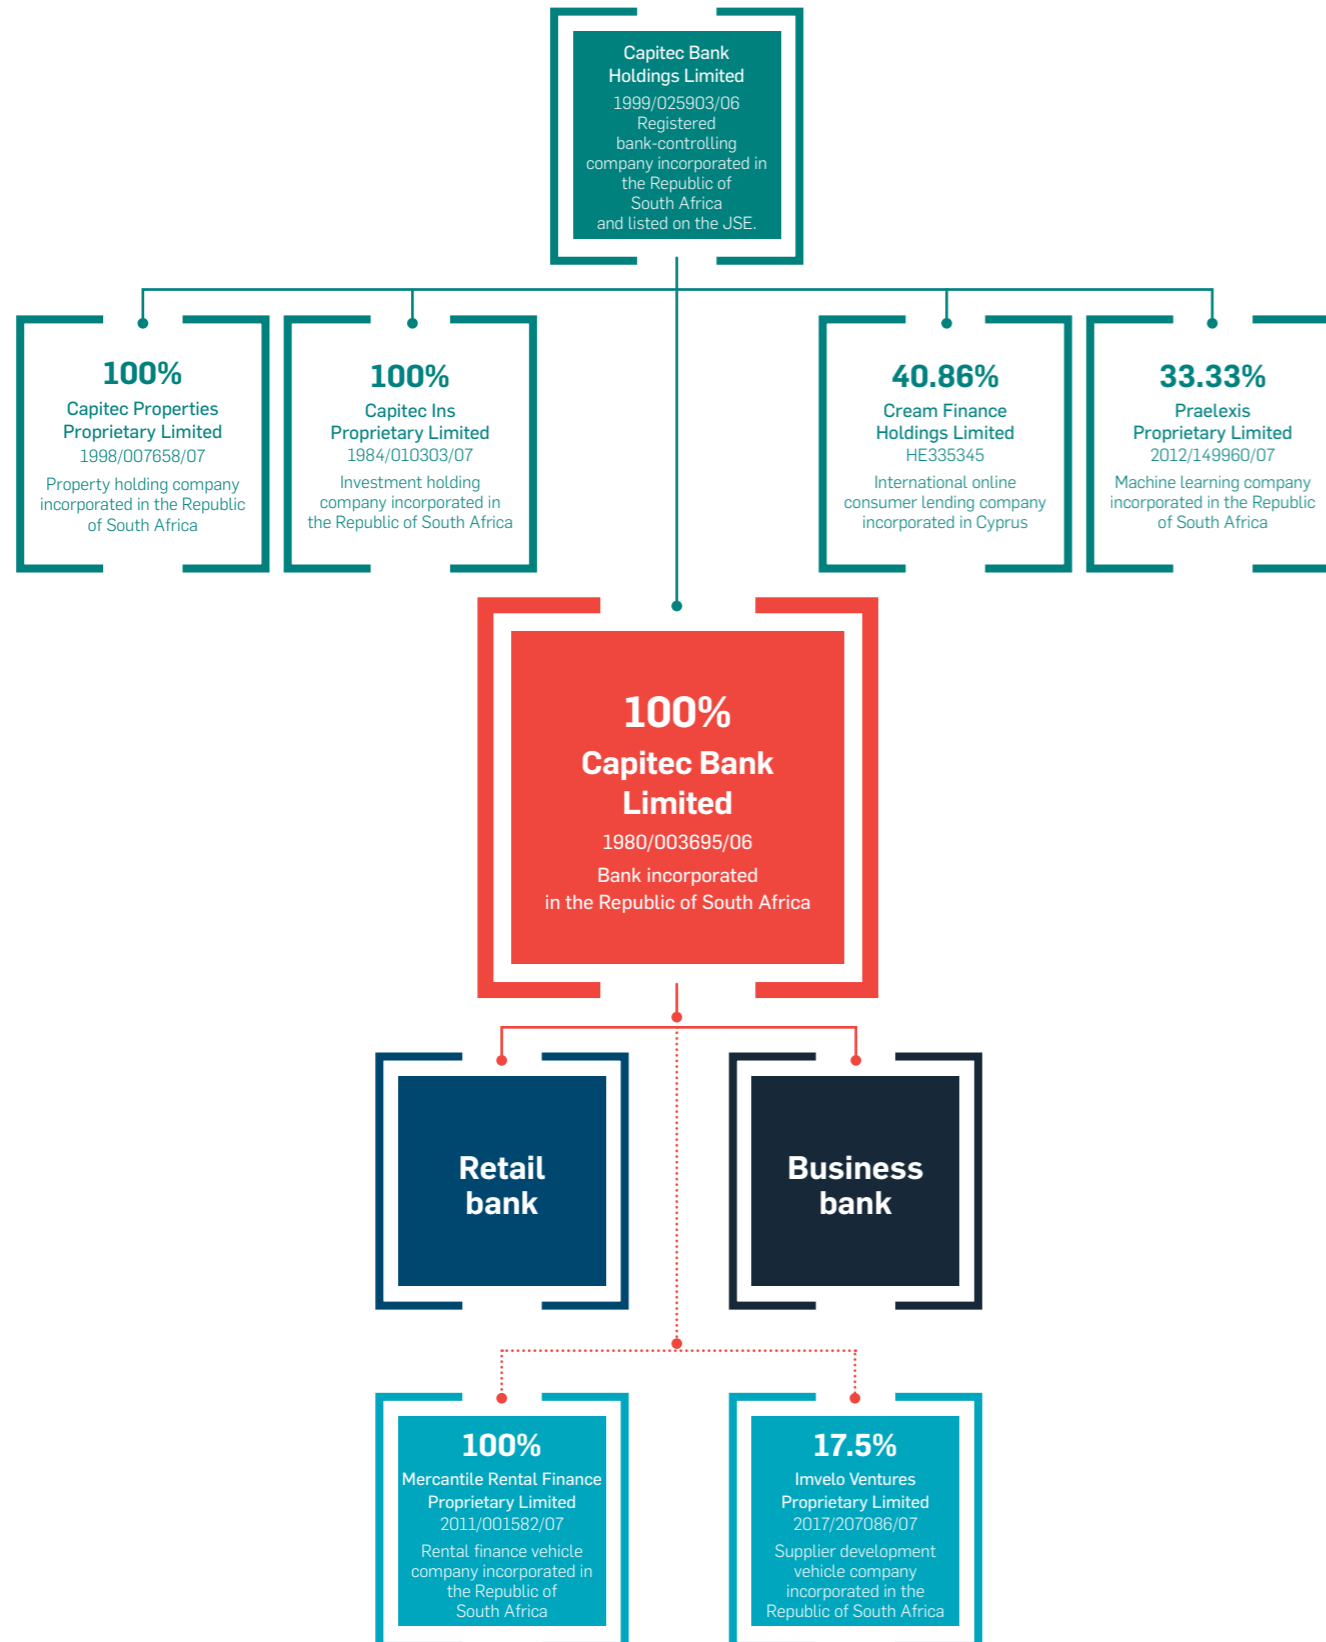 Capitec Bank
Holdings Limited
1999/025903/06
Registered
bank-controlling
company incorporated in
the Republic of
South Africa
and listed on the JSE.
100%
Capitec Properties
Proprietary Limited
1998/007658/07
Property holding company
incorporated in the Republic
of South Africa
100%
Capitec Ins
Proprietary Limited
1984/010303/07
Investment holding
company incorporated in
the Republic of South Africa
40.86%
Cream Finance
Holdings Limited
HE335345
International online
consumer lending company
incorporated in Cyprus
33.33%
Praelexis
Proprietary Limited
2012/149960/07
Machine learning company
incorporated in the Republic
of South Africa
100%
Capitec Bank
Limited
1980/003695/06
Bank incorporated
in the Republic of South Africa
Retail
bank
Business
bank
100%
Mercantile Rental Finance
Proprietary Limited
2011/001582/07
Rental finance vehicle
company incorporated in
the Republic of
South Africa
17.5%
Imvelo Ventures
Proprietary Limited
2017/207086/07
Supplier development
vehicle company
incorporated in the
Republic of South Africa